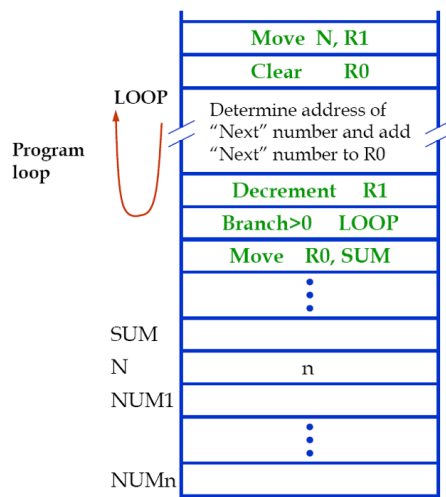 Move N, R1
Clear R0
LOOP
Determine address of
“Next” number and add
“Next” number to R0
Program
loop
Decrement R1
Branch>0 LOOP
Move R0, SUM
SUM
N n
NUM1
NUMn